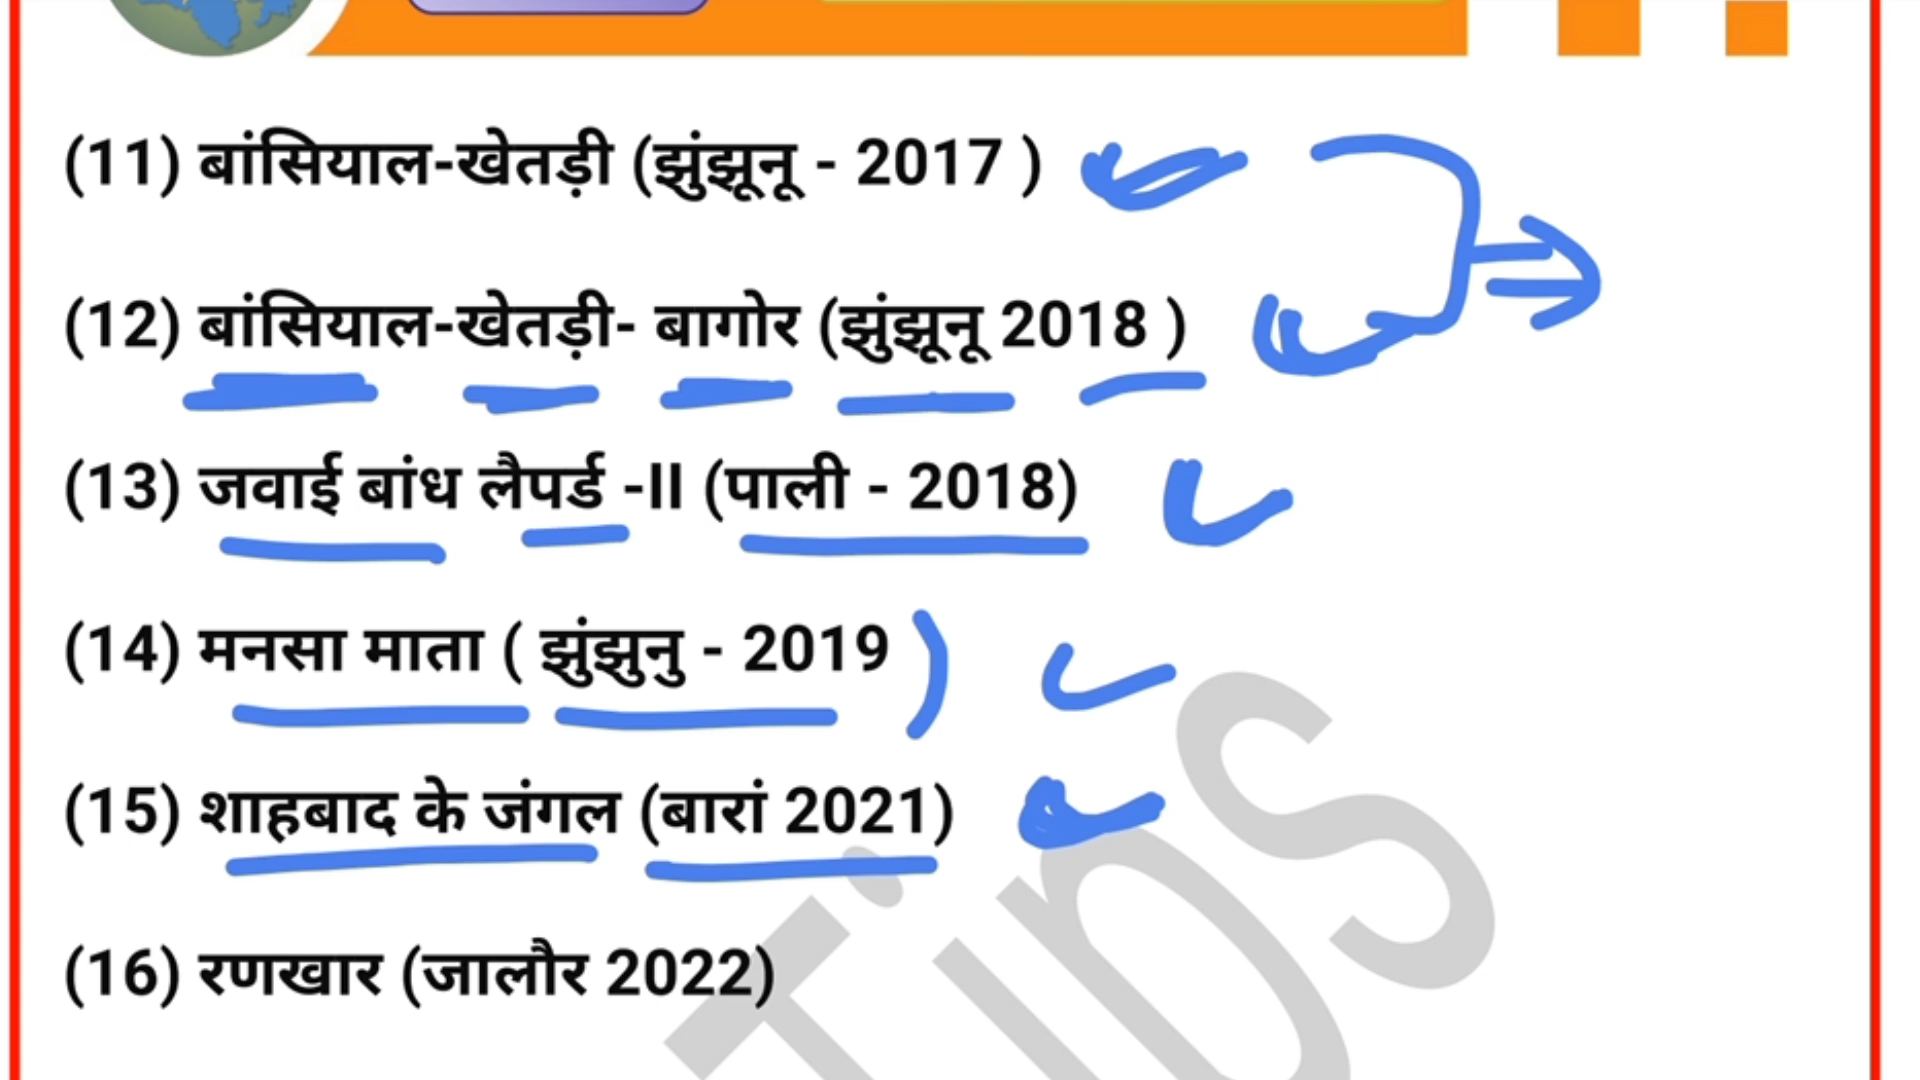 (11) बांसियाल-खेतड़ी (झुंझूनू - 2017 )
(12) बांसियाल-खेतड़ी- बागोर (झुंझूनू 2018 )
(13) जवाई बांध लैपर्ड -II (पाली - 2018)
(14) मनसा माता ( झुंझुनु - 2019 )
(15) शाहबाद के जंगल (बारां 2021)
(16) रणखार (जालौर 2022)
Tips